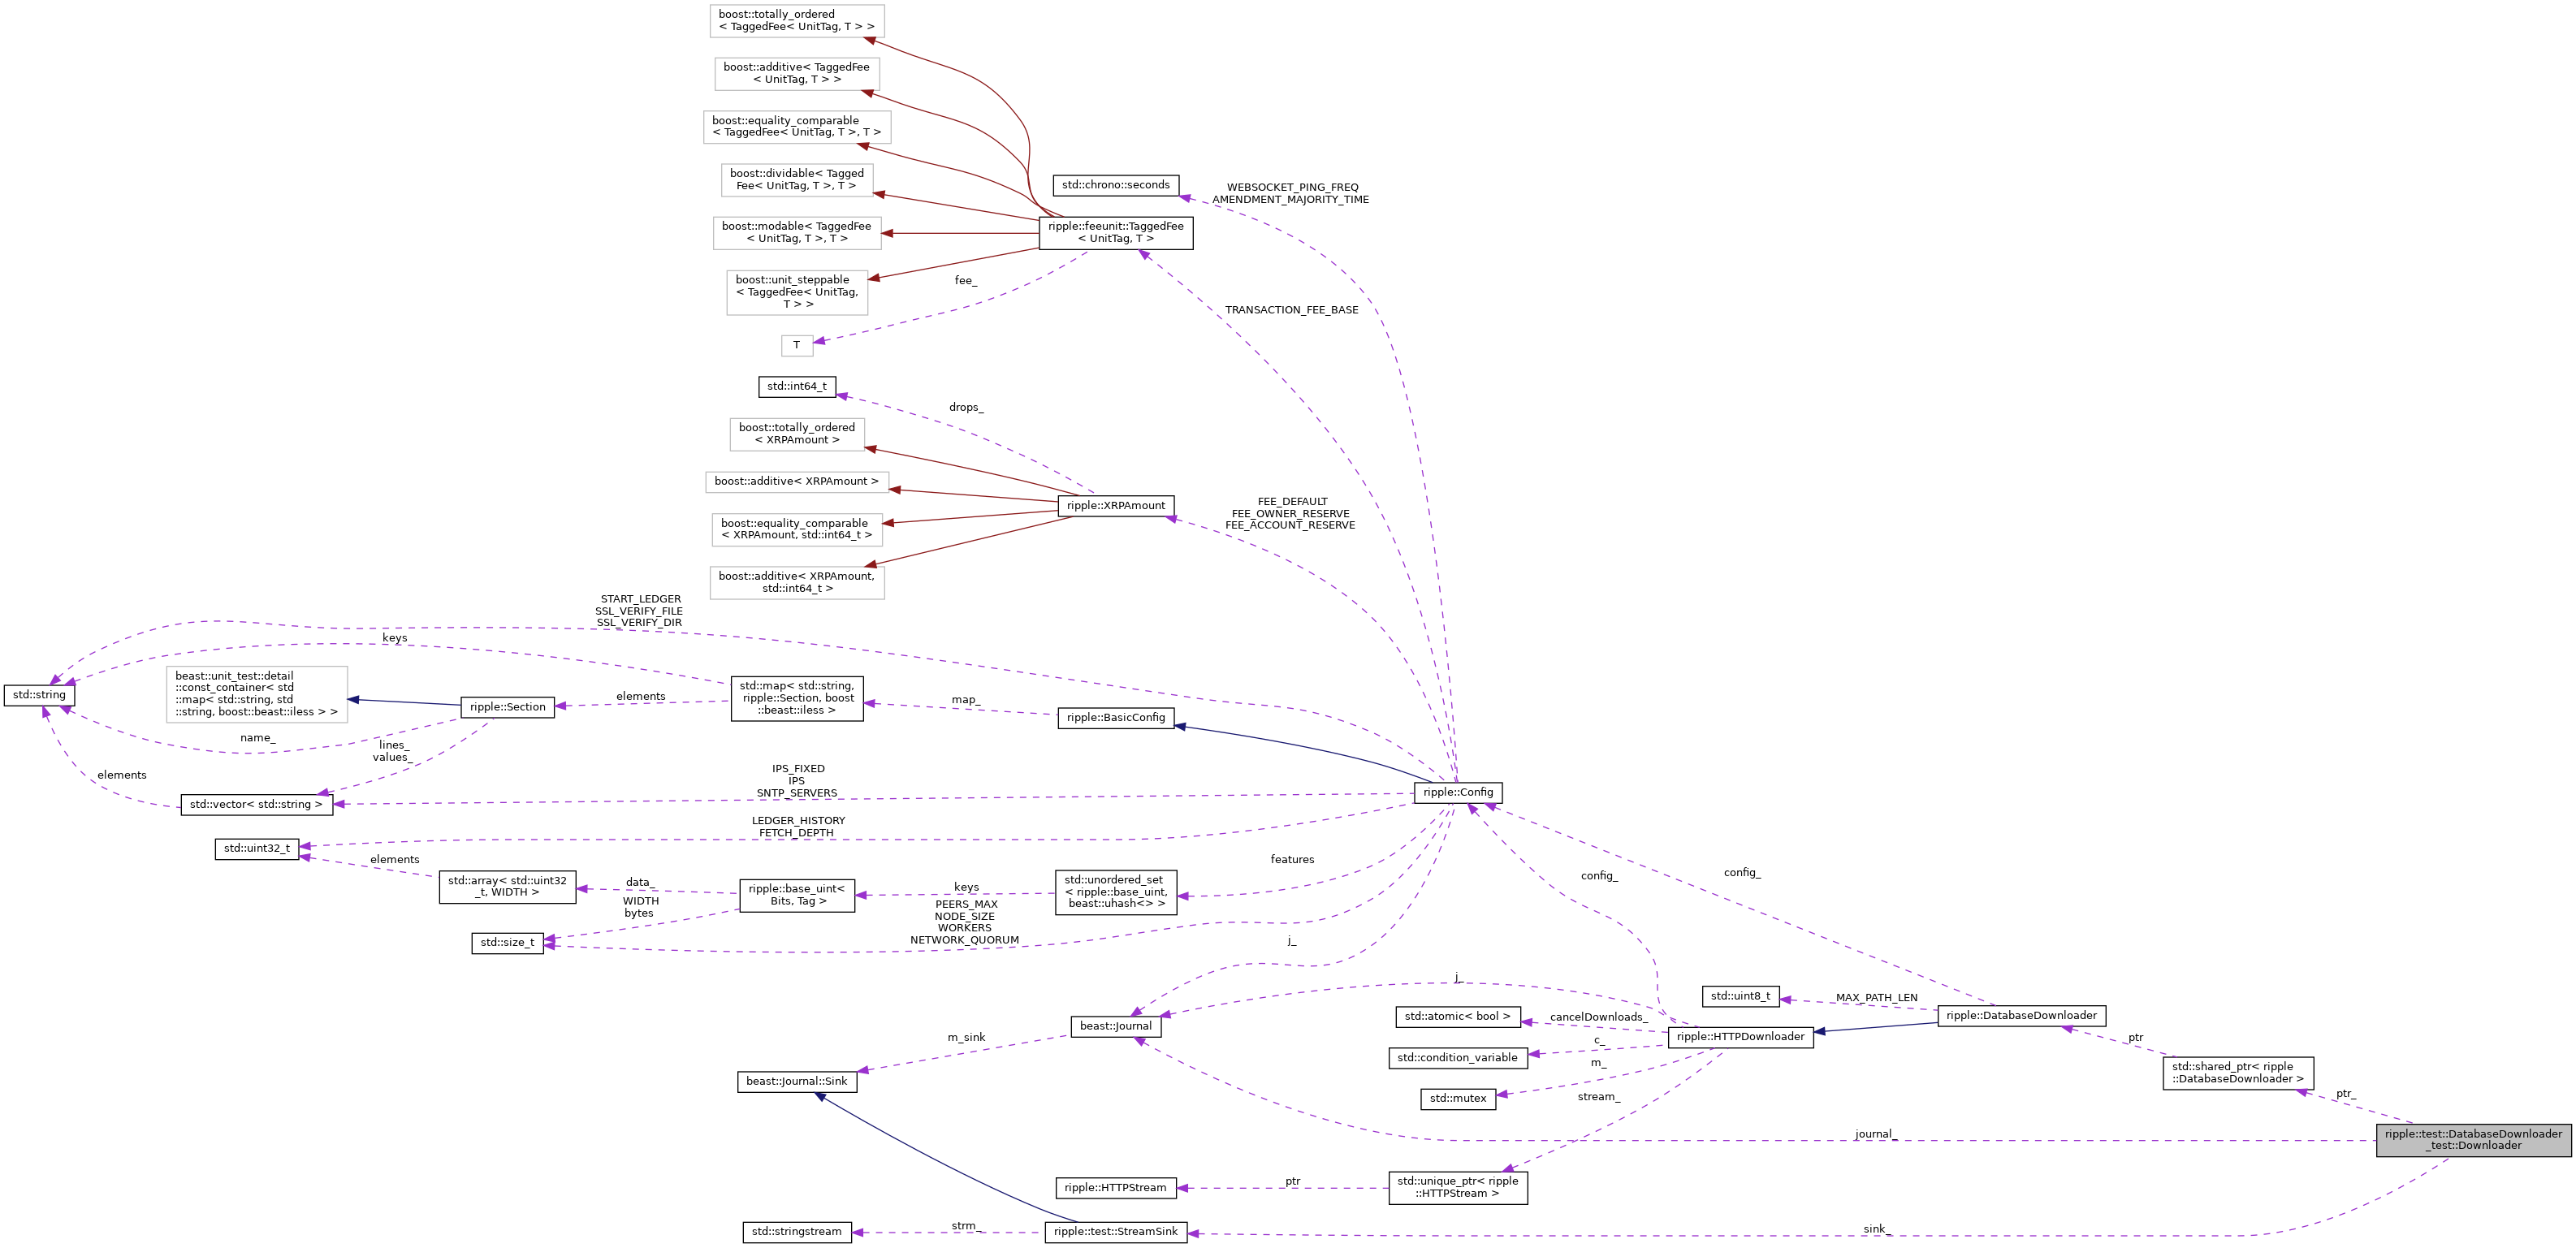 boost::totally_ordered
< TaggedFee< UnitTag, T > >
boost::additive< TaggedFee
< UnitTag, T > >
boost::equality_comparable
< TaggedFee< UnitTag, T >, T >
boost::dividable< Tagged
Fee< UnitTag, T >, T >
std::chrono::seconds
WEBSOCKET_PING_FREQ
AMENDMENT_MAJORITY_TIME
boost::modable< TaggedFee
< UnitTag, T >, T >
ripple::feeunit::TaggedFee
< UnitTag, T >
boost::unit_steppable
< TaggedFee< UnitTag,
T > >
fee_
TRANSACTION_FEE_BASE
T
std::int64_t
drops_
boost::totally_ordered
< XRPAmount >
boost::additive< XRPAmount >
ripple::XRPAmount
FEE_DEFAULT
FEE_OWNER_RESERVE
FEE_ACCOUNT_RESERVE
boost::equality_comparable
< XRPAmount, std::int64_t >
boost::additive< XRPAmount,
std::int64_t >
START_LEDGER
SSL_VERIFY_FILE
SSL_VERIFY_DIR
keys
std::string
beast::unit_test::detail
::const_container< std
::map< std::string, std
::string, boost::beast::iless > >
ripple::Section
elements
std::map< std::string,
ripple::Section, boost
::beast::iless >
map_
ripple::BasicConfig
name_
lines_
values_
elements
std::vector< std::string >
IPS_FIXED
IPS
SNTP_SERVERS
ripple::Config
LEDGER_HISTORY
FETCH_DEPTH
std::uint32_t
elements
std::array< std::uint32
_t, WIDTH >
data_
WIDTH
bytes
ripple::base_uint<
Bits, Tag >
keys
std::unordered_set
< ripple::base_uint,
beast::uhash<> >
features
config_
config_
PEERS_MAX
NODE_SIZE
WORKERS
NETWORK_QUORUM
std::size_t
j_
j_
std::uint8_t
MAX_PATH_LEN
ripple::DatabaseDownloader
std::atomic< bool >
cancelDownloads_
beast::Journal
ripple::HTTPDownloader
m_sink
std::condition_variable
c_
ptr
m_
std::shared_ptr< ripple
::DatabaseDownloader >
beast::Journal::Sink
std::mutex
stream_
ptr_
journal_
ripple::test::DatabaseDownloader
_test::Downloader
ripple::HTTPStream
ptr
std::unique_ptr< ripple
::HTTPStream >
std::stringstream
strm_
ripple::test::StreamSink
sink_